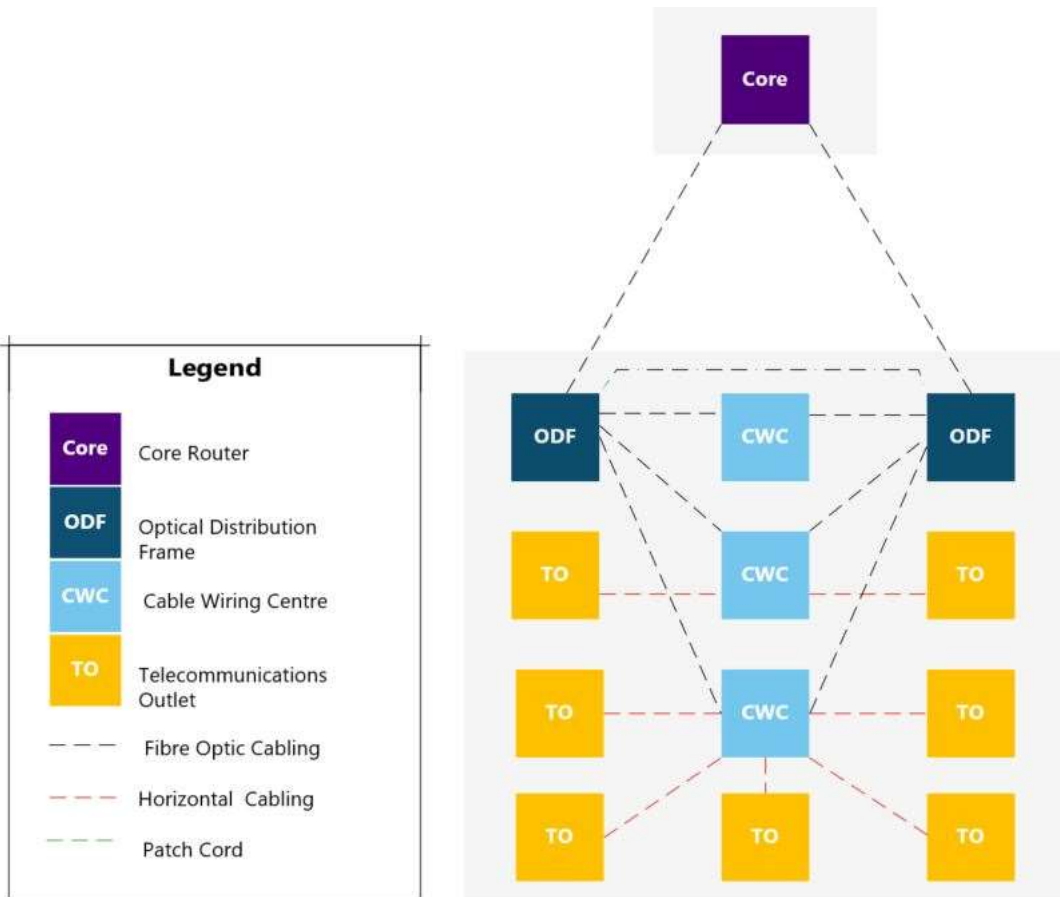 Core
Legend
Core
Core Router
ODF
Optical Distribution
Frame
CWC
Cable Wiring Centre
TO
Telecommunications
Outlet
Fibre Optic Cabling
Horizontal Cabling
Patch Cord
ODF
CWC
ODF
TO
CWC
TO
TO
CWC
TO
TO
TO
TO